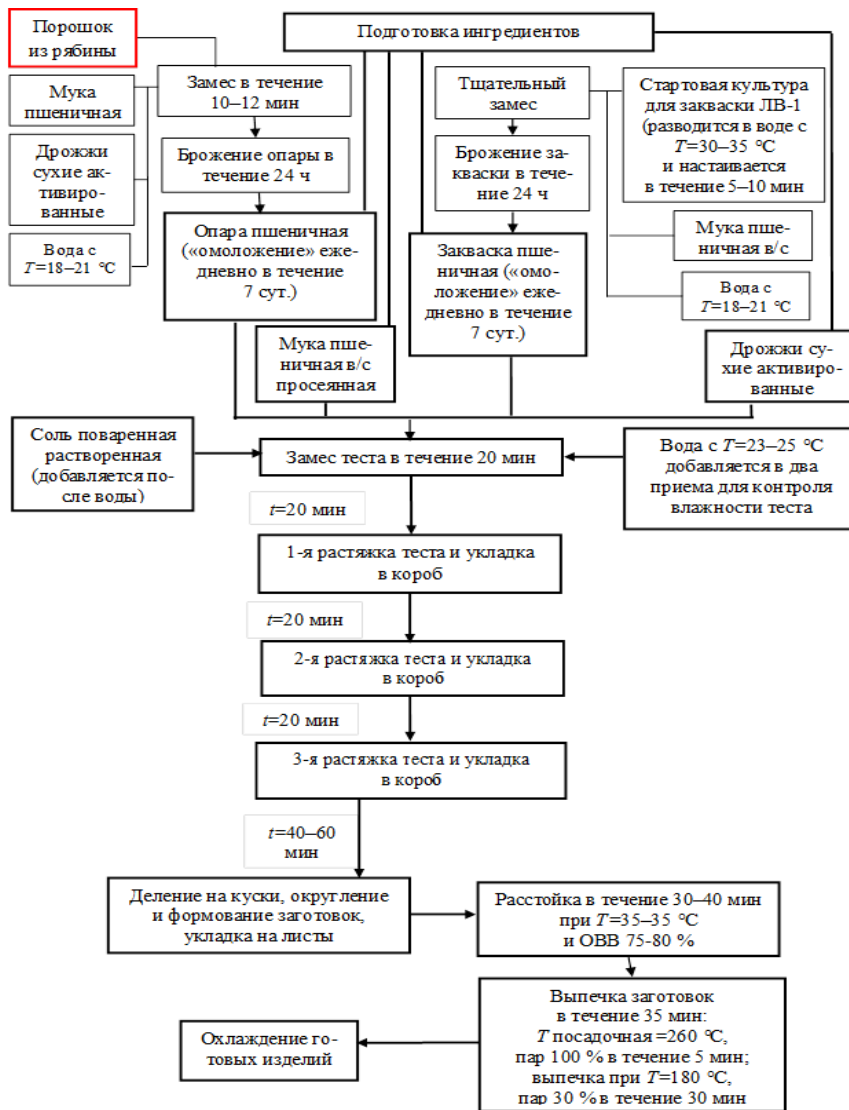 Порошок
из рябины
Подготовка ингредиентов
Мука
пшеничная
Замес в течение
10–12 мин
Тщательный
замес
Стартовая культура
для закваски ЛВ-1
(разводится в воде с
T=30–35 °С
и настаивается
в течение 5–10 мин
Дрожжи
сухие ак-
тивирован-
ные
Брожение опары в
течение 24 ч
Брожение за-
кваски в тече-
ние 24 ч
Мука пше-
ничная в/с
Вода с
T=18–21 °С
Опара пшеничная
(«омоложение» еже-
дневно в течение
7 сут.)
Закваска пше-
ничная («омо-
ложение» еже-
дневно в течение
7 сут.)
Вода с
T=18–21 °С
Мука пше-
ничная в/с
просеянная
Дрожжи су-
хие активиро-
ванные
Соль поваренная
растворенная
(добавляется по-
сле воды)
Замес теста в течение 20 мин
Вода с T=23–25 °С
добавляется в два
приема для контроля
влажности теста
t=20 мин
1-я растяжка теста и укладка
в короб
t=20 мин
2-я растяжка теста и укладка
в короб
t=20 мин
3-я растяжка теста и укладка
в короб
t=40–60
мин
Деление на куски, округление
и формование заготовок,
укладка на листы
Расстойка в течение 30–40 мин
при T=35–35 °С
и ОВВ 75-80 %
Выпечка заготовок
в течение 35 мин:
T посадочная =260 °С,
пар 100 % в течение 5 мин;
выпечка при T=180 °С,
пар 30 % в течение 30 мин
Охлаждение го-
товых изделий